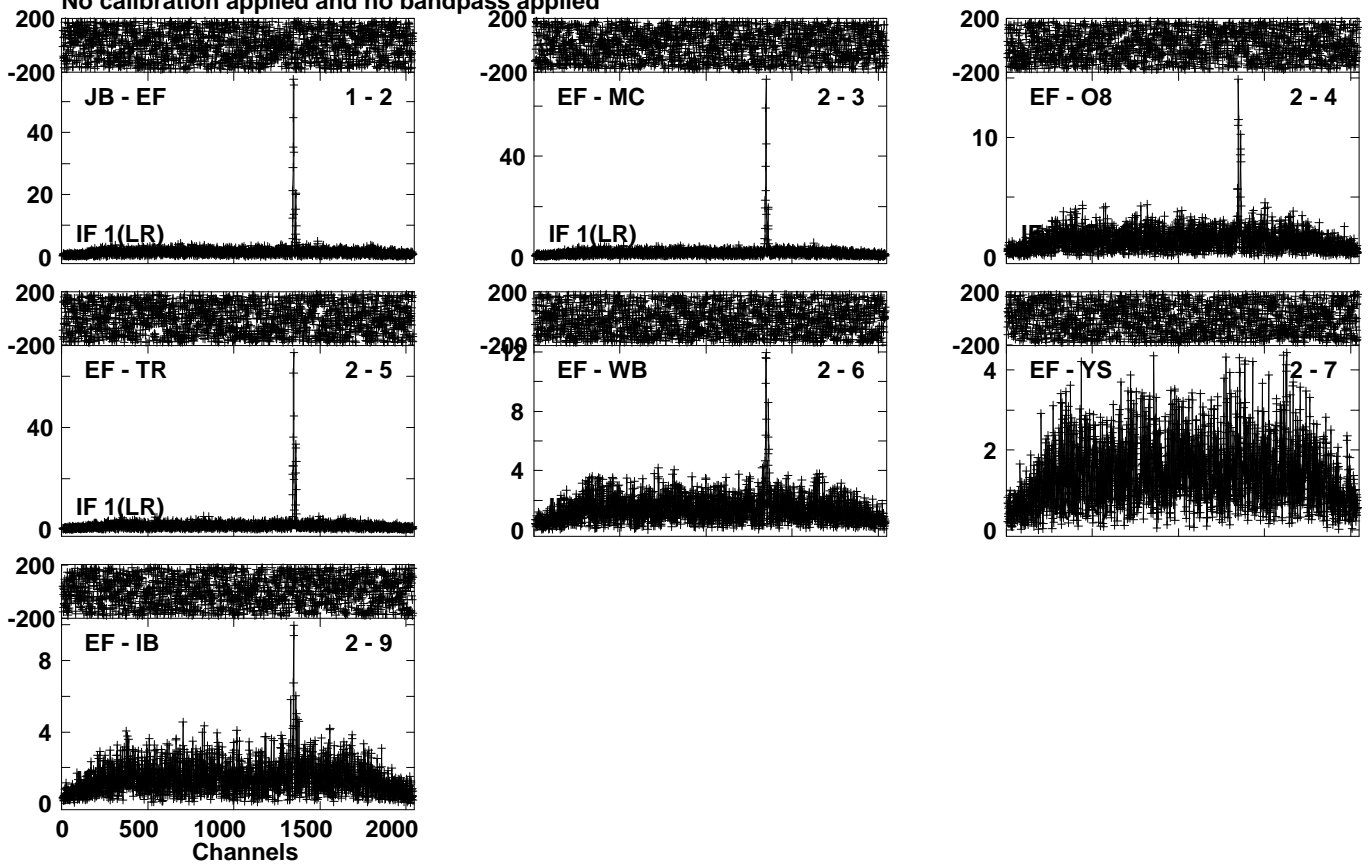 No calibration applied and no bandpass applied
200
-200
JB - EF 1 - 2
40
20
0
IF 1(LR)
200
-200
EF - MC 2 - 3
40
0
IF 1(LR)
200
-200
EF - O8 2 - 4
10
0
200
-200
EF - TR 2 - 5
40
0
IF 1(LR)
200
-200
12
EF - WB 2 - 6
8
4
0
200
-200
EF - YS 2 - 7
4
2
0
200
-200
EF - IB 2 - 9
8
4
0
0 500 1000 1500 2000
Channels